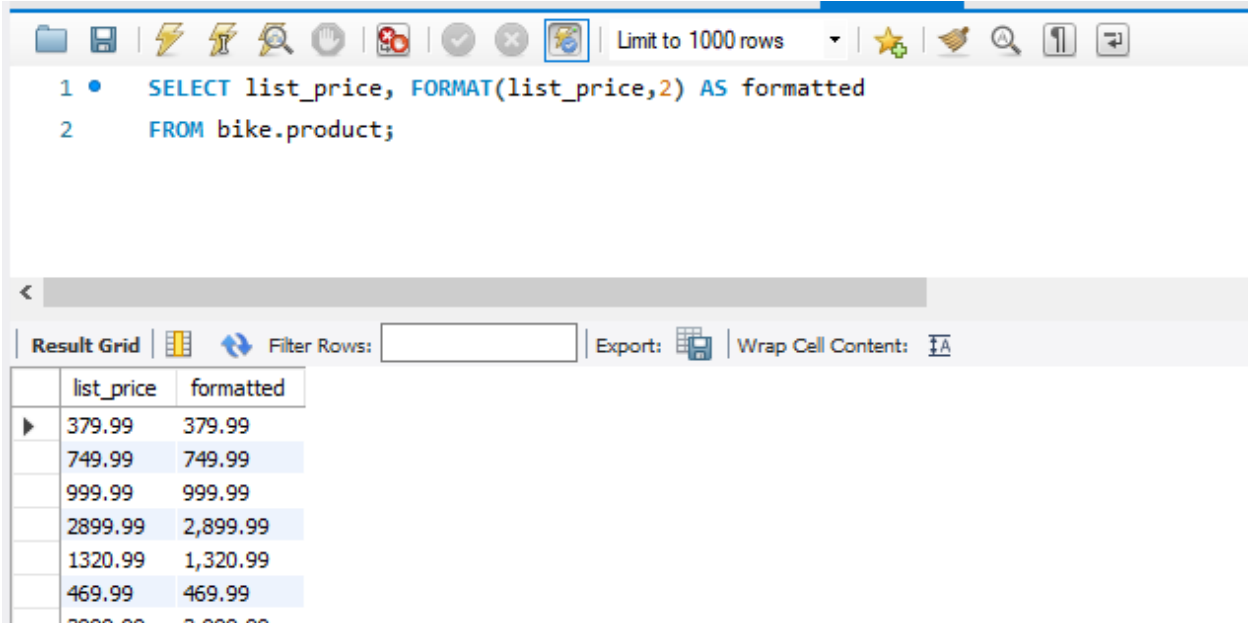 Limit to 1000 rows
1 SELECT list_price, FORMAT(list_price,2) AS formatted
2 FROM bike.product;
Result Grid Filter Rows: Export: Wrap Cell Content:
list_price formatted
379.99 379.99
749.99 749.99
999.99 999.99
2899.99 2,899.99
1320.99 1,320.99
469.99 469.99